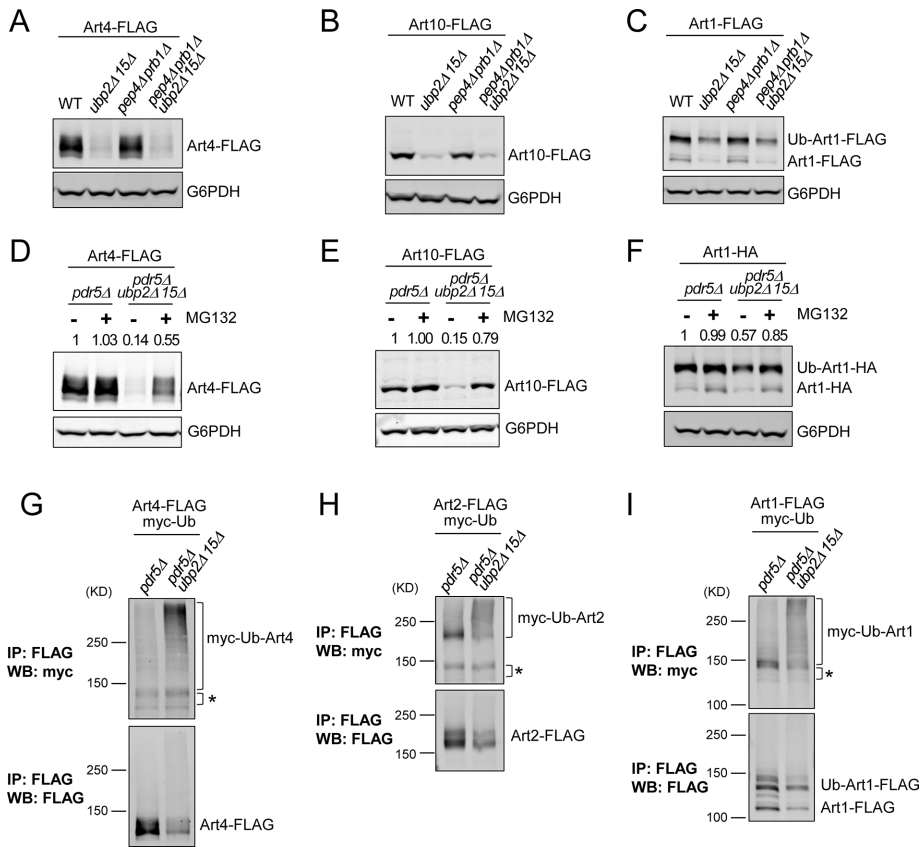 A
Art4-FLAG
WT
ubp2Δ15Δ
pep4Δprb1Δ
pep4Δprb1Δ
ubp2Δ15Δ
Art4-FLAG
G6PDH
B
Art10-FLAG
WT
ubp2Δ15Δ
pep4Δprb1Δ
pep4Δprb1Δ
ubp2Δ15Δ
Art10-FLAG
G6PDH
C
Art1-FLAG
WT
ubp2Δ15Δ
pep4Δprb1Δ
pep4Δprb1Δ
ubp2Δ15Δ
Ub-Art1-FLAG
Art1-FLAG
G6PDH
D
Art4-FLAG
pdr5Δ
pdr5Δ
ubp2Δ15Δ
- + - + MG132
1 1.03 0.14 0.55
Art4-FLAG
G6PDH
E
Art10-FLAG
pdr5Δ
pdr5Δ
ubp2Δ15Δ
- + - + MG132
1 1.00 0.15 0.79
Art10-FLAG
G6PDH
F
Art1-HA
pdr5Δ
pdr5Δ
ubp2Δ15Δ
- + - + MG132
1 0.99 0.57 0.85
Ub-Art1-HA
Art1-HA
G6PDH
G
Art4-FLAG
myc-Ub
pdr5Δ
pdr5Δ
ubp2Δ15Δ
(KD)
250
150
IP: FLAG
WB: myc
myc-Ub-Art4
*
250
150
IP: FLAG
WB: FLAG
Art4-FLAG
H
Art2-FLAG
myc-Ub
pdr5Δ
pdr5Δ
ubp2Δ15Δ
(KD)
250
150
IP: FLAG
WB: myc
myc-Ub-Art2
*
250
150
IP: FLAG
WB: FLAG
Art2-FLAG
I
Art1-FLAG
myc-Ub
pdr5Δ
pdr5Δ
ubp2Δ15Δ
(KD)
250
150
100
IP: FLAG
WB: myc
myc-Ub-Art1
*
250
150
100
IP: FLAG
WB: FLAG
Ub-Art1-FLAG
Art1-FLAG